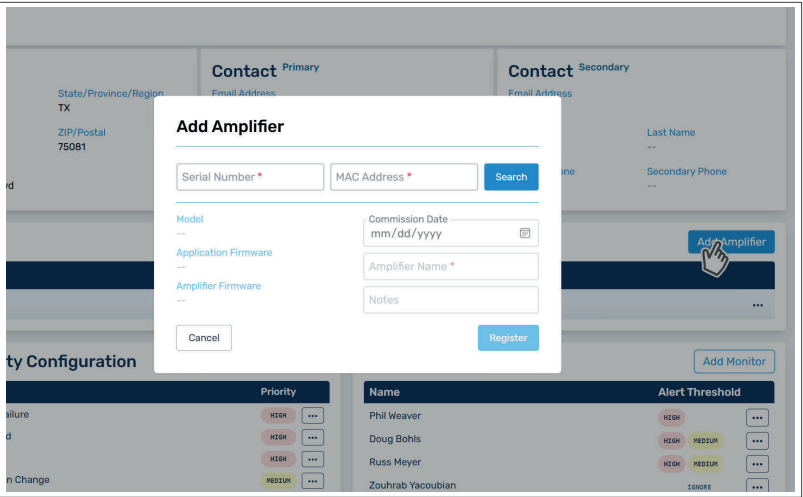 Contact Primary
Contact Secondary
State/Province/Region
Email Address
Email Address
TX
ZIP/Postal
75081
Last Name
--
Secondary Phone
--
Add Amplifier
Serial Number *
MAC Address *
Search
Model
--
Commission Date
mm/dd/yyyy
Application Firmware
--
Amplifier Name *
Amplifier Firmware
--
Notes
Cancel
Register
Add Amplifier
ty Configuration
Add Monitor
Priority
Name
Alert Threshold
ailure
HIGH
Phil Weaver
HIGH
d
HIGH
Doug Bohls
HIGH MEDIUM
HIGH
Russ Meyer
HIGH MEDIUM
n Change
MEDIUM
Zouhrab Yacoubian
IGNORE